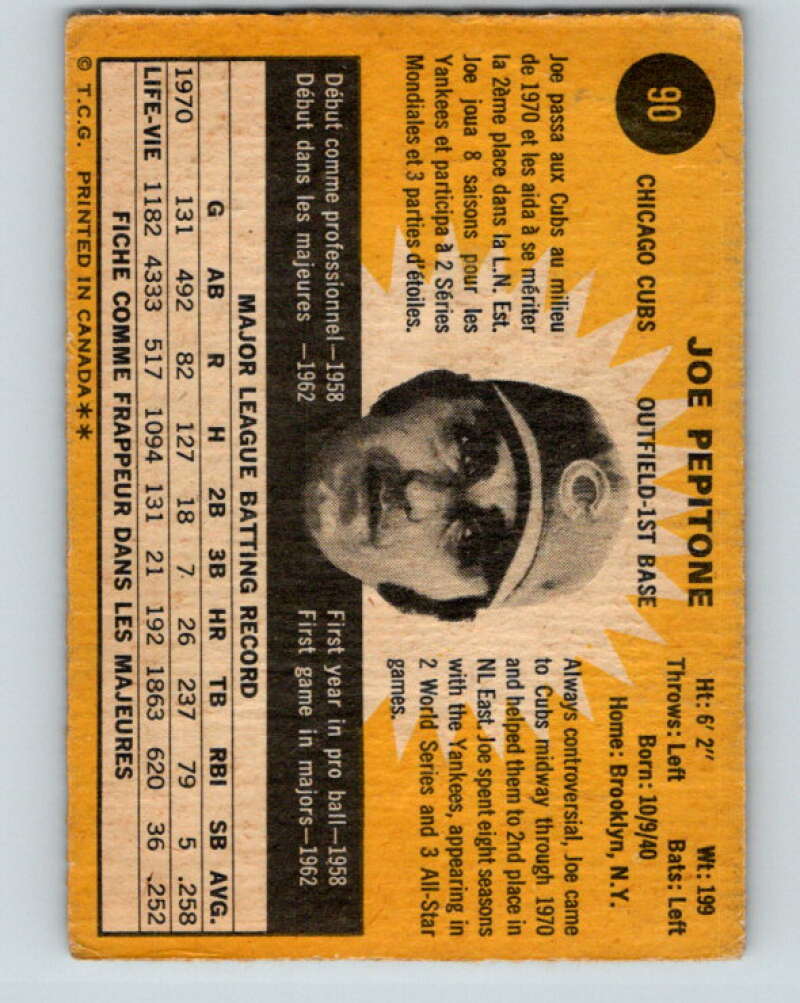 90
JOE PEPITONE
CHICAGO CUBS OUTFIELD-1ST BASE
Ht: 6′ 2″ Wt: 199
Throws: Left Bats: Left
Born: 10/9/40
Home: Brooklyn, N.Y.
Joe passa aux Cubs au milieu
de 1970 et les aida à se mériter
la 2ème place dans la L.N. Est.
Joe joua 8 saisons pour les
Yankees et participa à 2 Séries
Mondiales et 3 parties d'étoiles.
Always controversial, Joe came
to Cubs midway through 1970
and helped them to 2nd place in
NL East. Joe spent eight seasons
with the Yankees, appearing in
2 World Series and 3 All-Star
games.
Début comme professionnel—1958
Début dans les majeures —1962
First year in pro ball—1958
First game in majors—1962
MAJOR LEAGUE BATTING RECORD
G AB R H 2B 3B HR TB RBI SB AVG.
1970 131 492 82 127 18 7 26 237 79 5 .258
LIFE-VIE 1182 4333 517 1094 131 21 192 1863 620 36 .252
FICHE COMME FRAPPEUR DANS LES MAJEURES
© T.C.G. PRINTED IN CANADA**